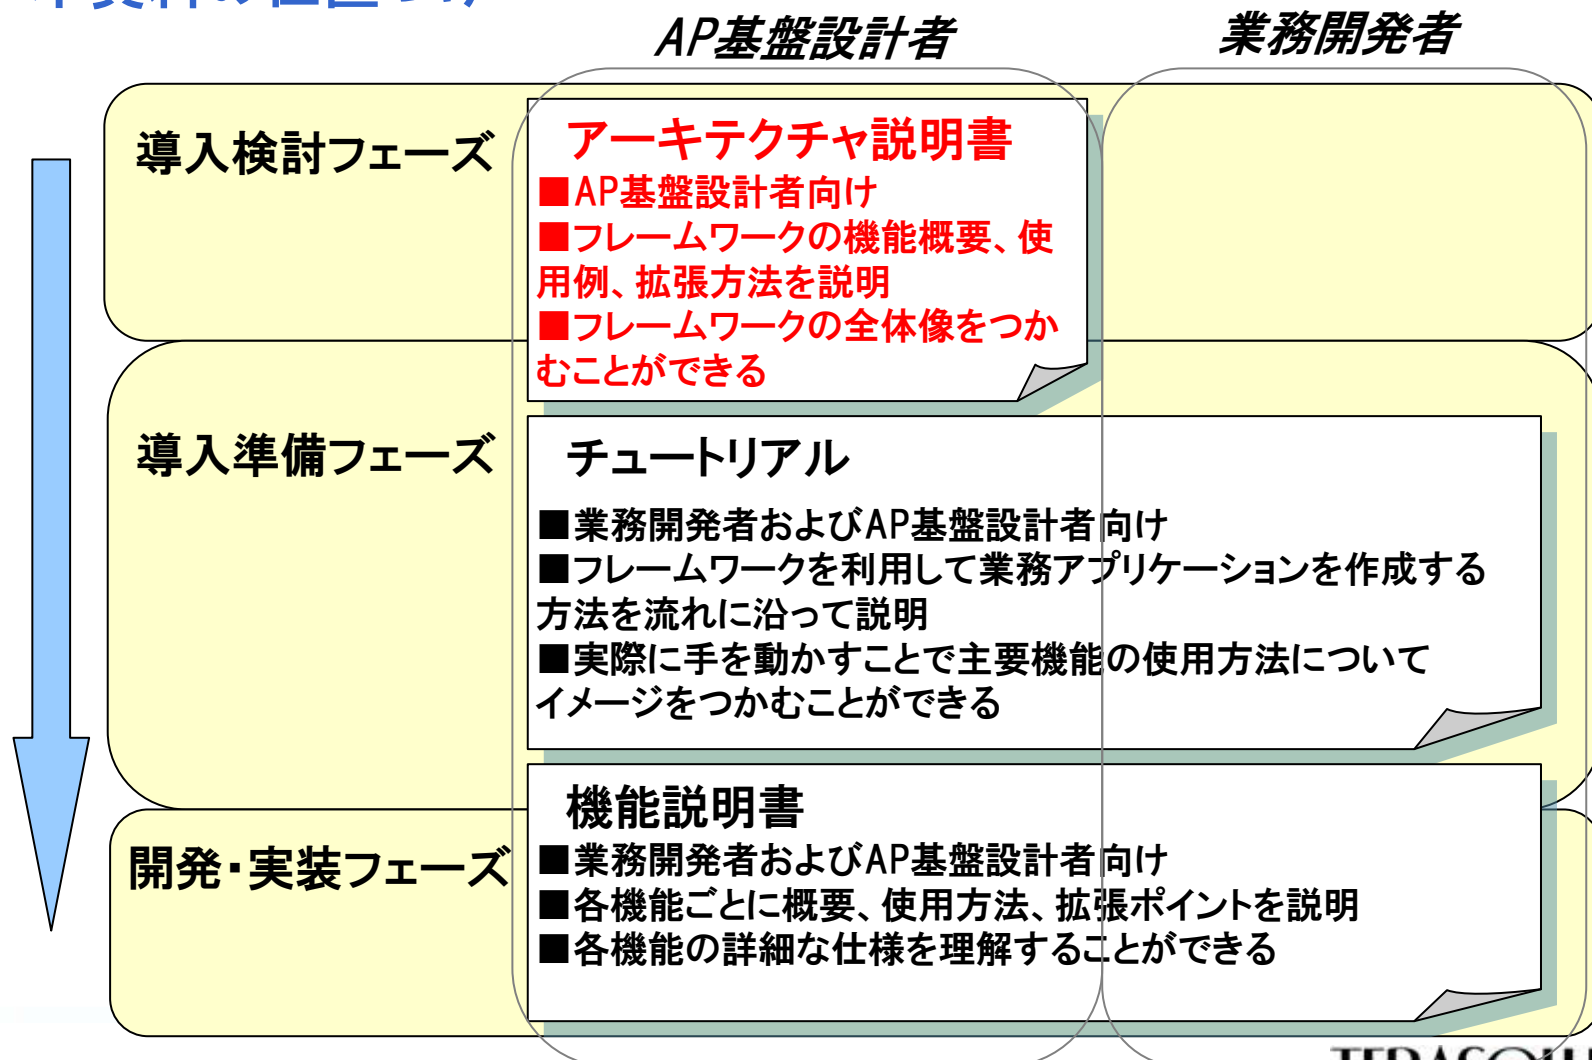 本資料の位置づけ
AP基盤設計者
業務開発者
導入検討フェーズ
アーキテクチャ説明書
■AP基盤設計者向け
■フレームワークの機能概要、使
用例、拡張方法を説明
■フレームワークの全体像をつか
むことができる
導入準備フェーズ
チュートリアル
■業務開発者およびAP基盤設計者向け
■フレームワークを利用して業務アプリケーションを作成する
方法を流れに沿って説明
■実際に手を動かすことで主要機能の使用方法について
イメージをつかむことができる
開発・実装フェーズ
機能説明書
■業務開発者およびAP基盤設計者向け
■各機能ごとに概要、使用方法、拡張ポイントを説明
■各機能の詳細な仕様を理解することができる